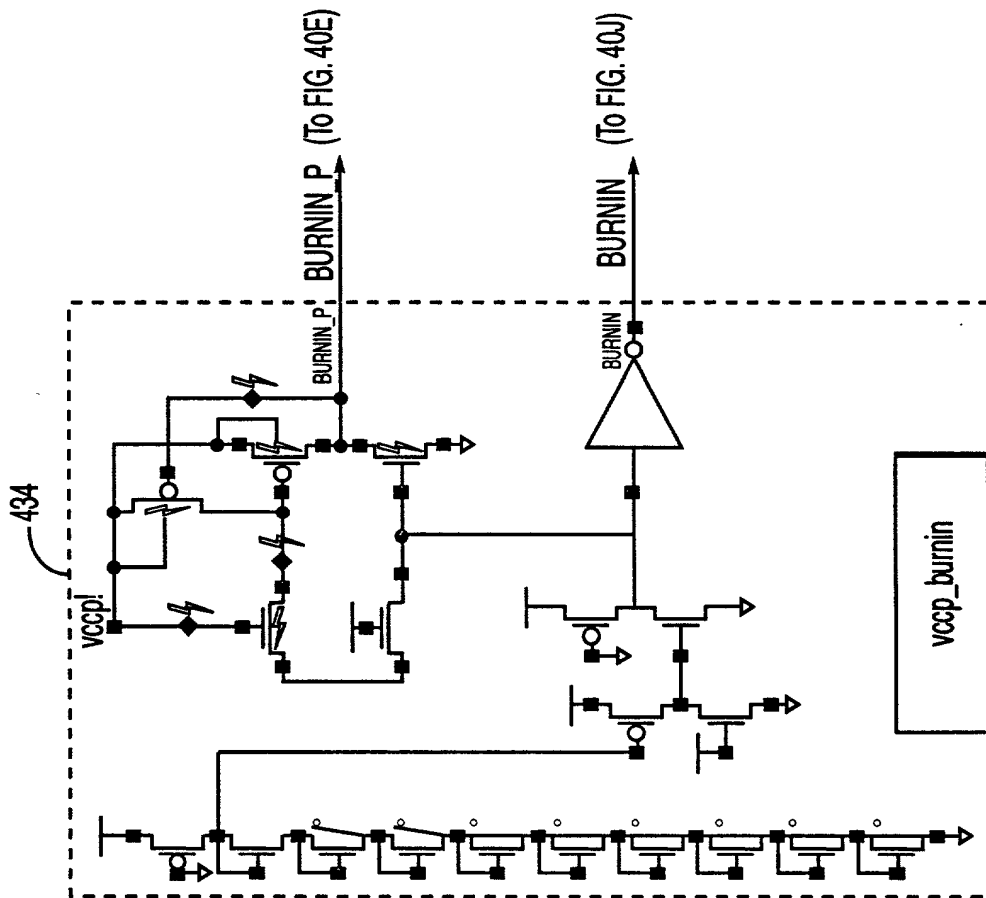 434
vccp!
BURNIN_P
BURNIN_P (To FIG. 40E)
BURNIN
BURNIN (To FIG. 40J)
vccp_burnin